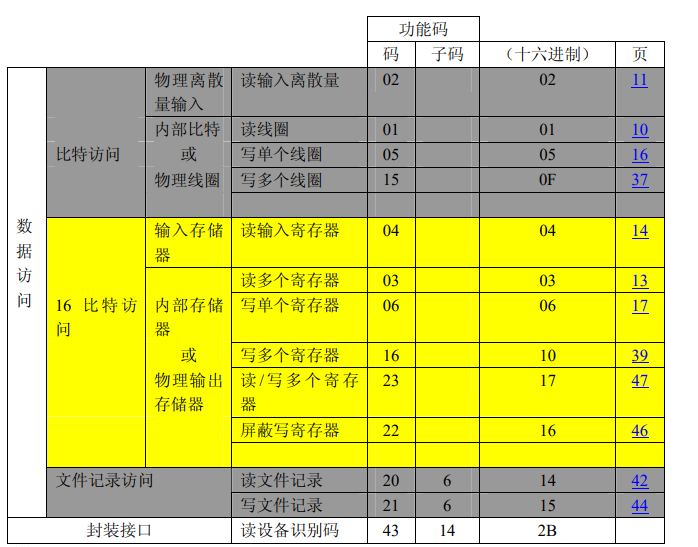 功能码
码 子码 （十六进制） 页
物理离散 读输入离散量 02 02 11
量输入
内部比特 读线圈 01 01 10
比特访问 或 写单个线圈 05 05 16
物理线圈 写多个线圈 15 0F 37
数
据
访
问
输入存储 读输入寄存器 04 04 14
器
读多个寄存器 03 03 13
16 比特访 内部存储 写单个寄存器 06 06 17
问 器
或 写多个寄存器 16 10 39
物理输出 读/写多个寄存 23 17 47
存储器 器
屏蔽写寄存器 22 16 46
文件记录访问 读文件记录 20 6 14 42
写文件记录 21 6 15 44
封装接口 读设备识别码 43 14 2B